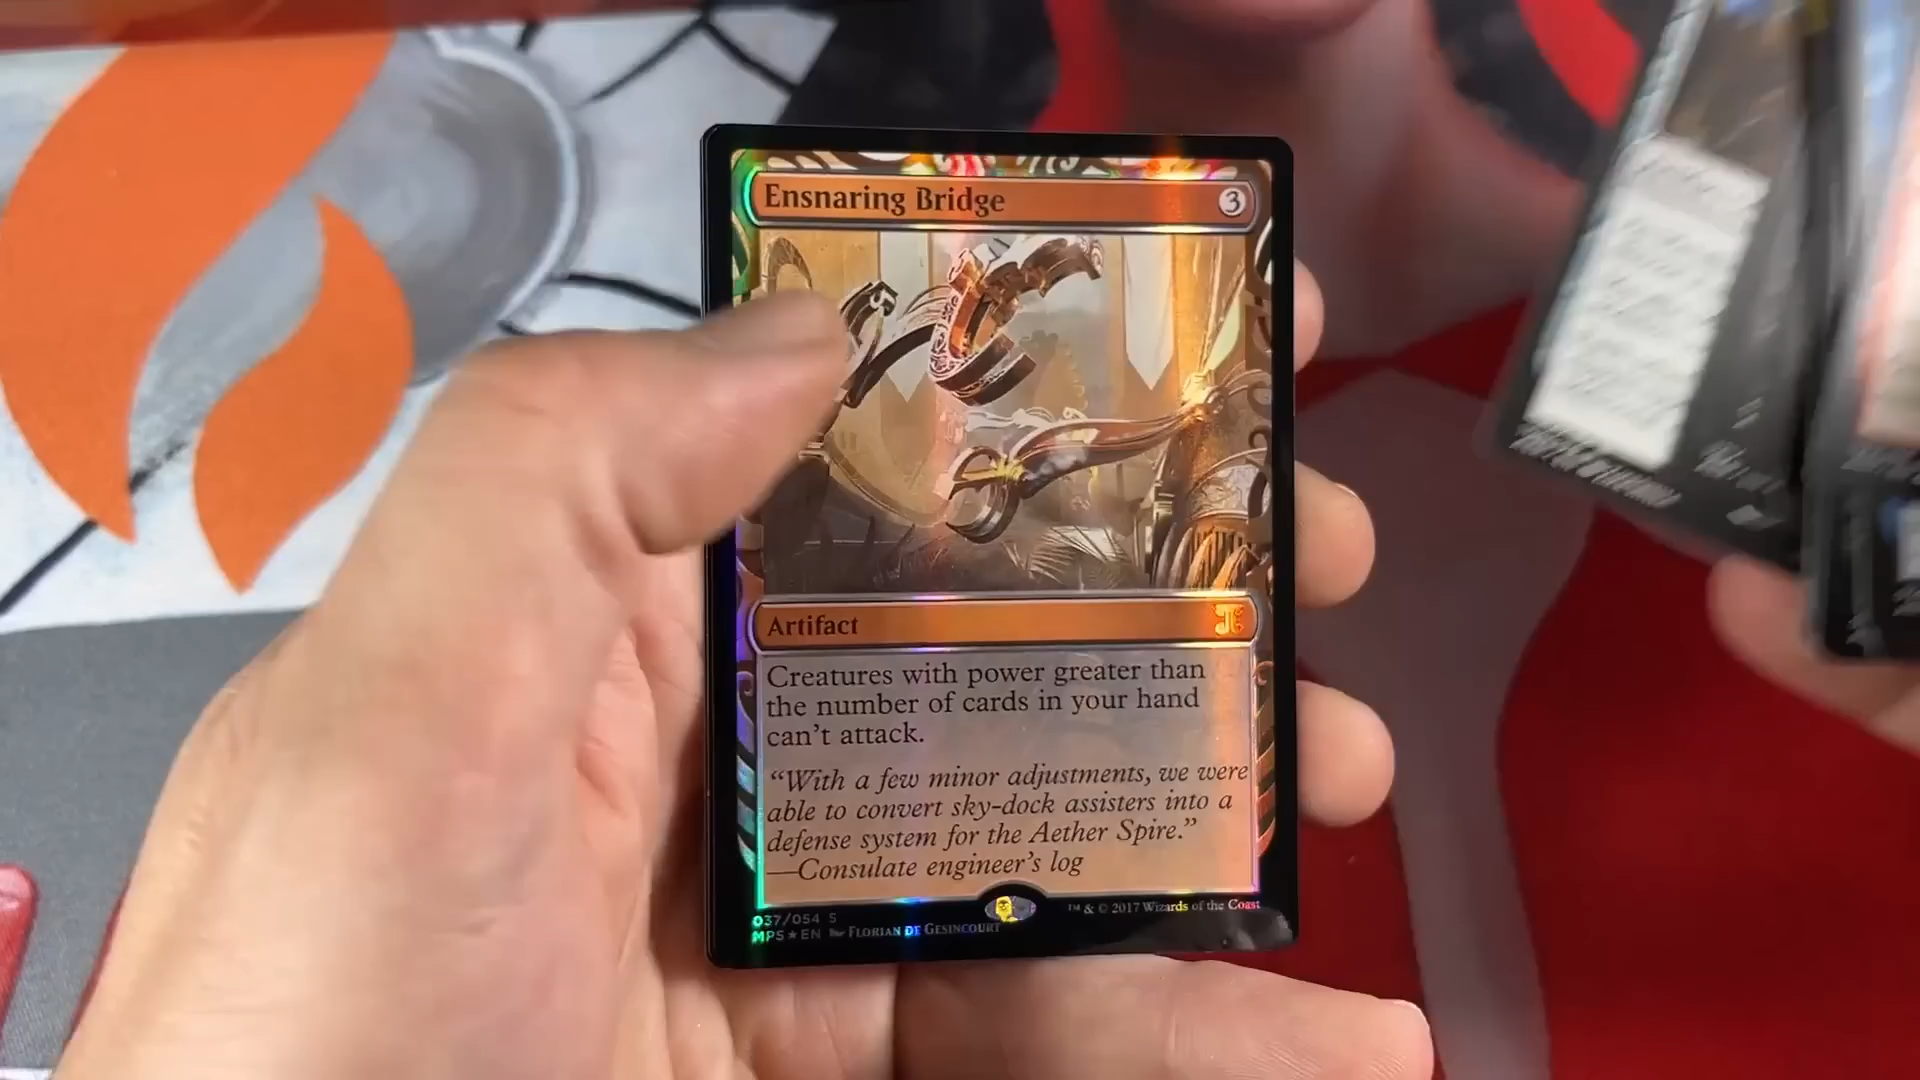 Ensnaring Bridge 3
Artifact
Creatures with power greater than
the number of cards in your hand
can't attack.
“With a few minor adjustments, we were
able to convert sky-dock assisters into a
defense system for the Aether Spire.”
—Consulate engineer's log
037/054 S
™ & © 2017 Wizards of the Coast
MPS★EN FLORIAN DE GESINCOURT